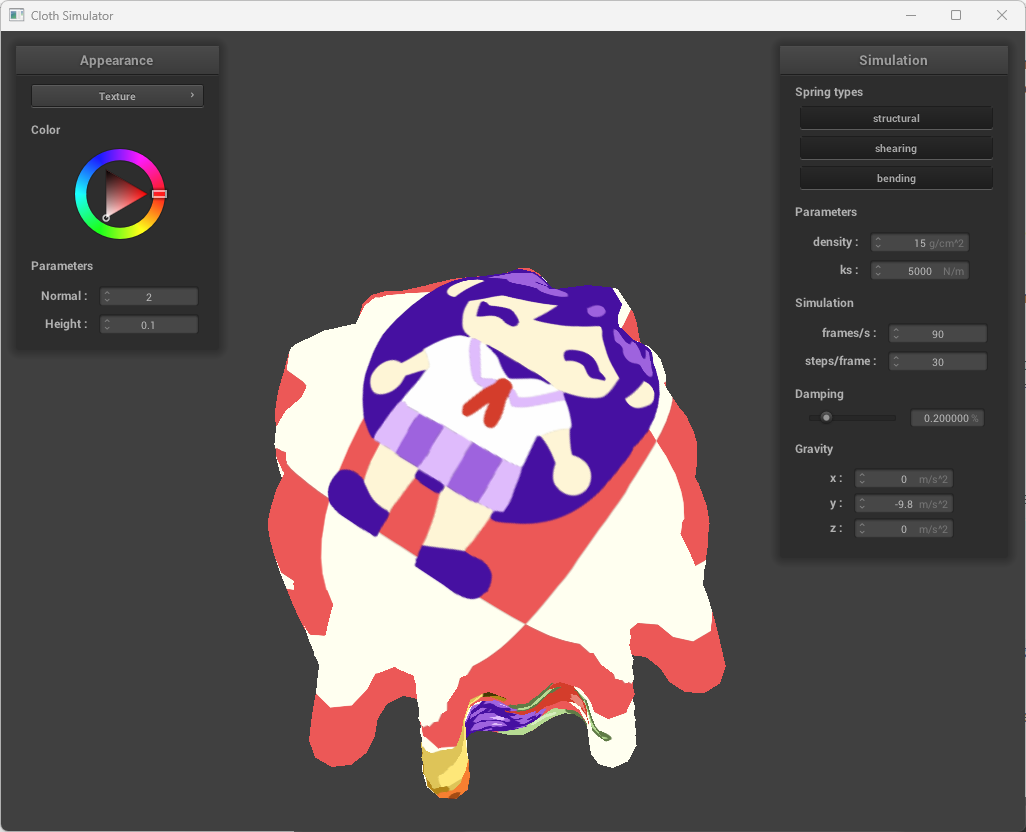 Cloth Simulator
Appearance
Texture
Color
Parameters
Normal : 2
Height : 0.1
Simulation
Spring types
structural
shearing
bending
Parameters
density : 15 g/cm^2
ks : 5000 N/m
Simulation
frames/s : 90
steps/frame : 30
Damping
0.200000 %
Gravity
x : 0 m/s^2
y : -9.8 m/s^2
z : 0 m/s^2